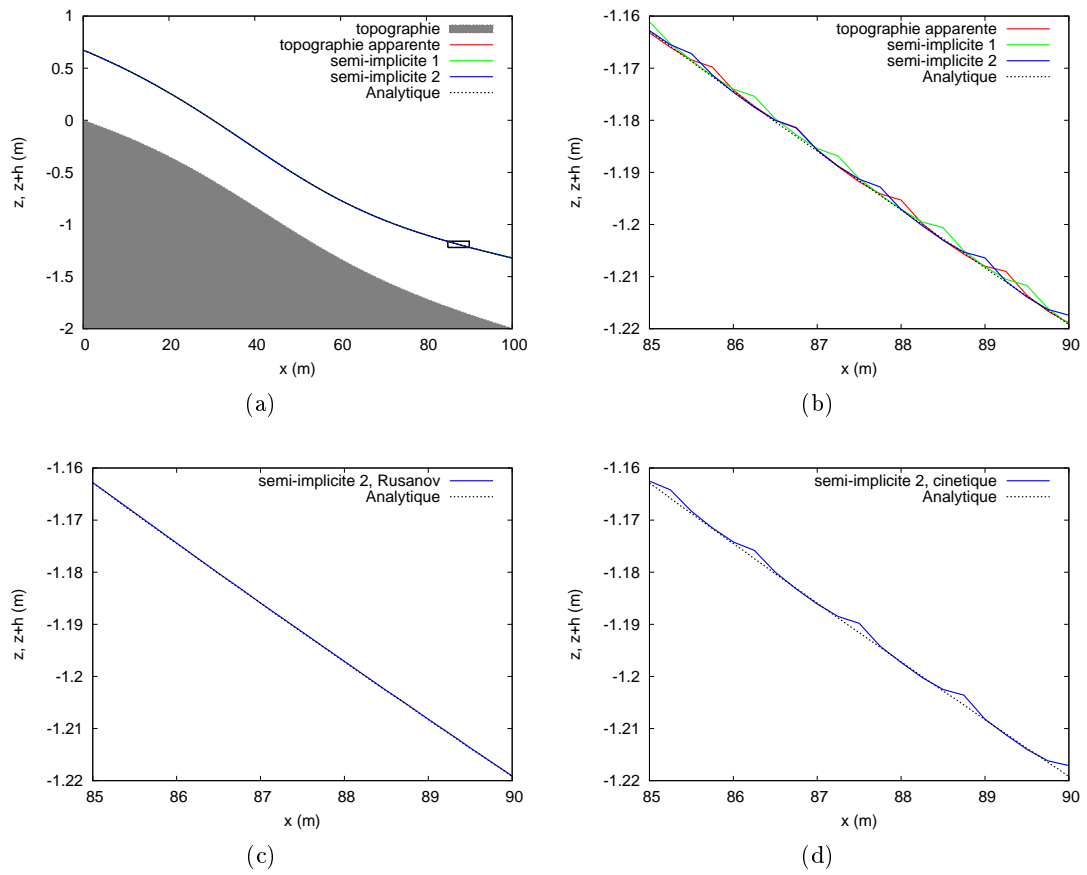 topographie
topographie apparente
semi-implicite 1
semi-implicite 2
Analytique
1
0.5
0
-0.5
-1
-1.5
-2
z, z+h (m)
0 20 40 60 80 100
x (m)
(a)
topographie apparente
semi-implicite 1
semi-implicite 2
Analytique
-1.16
-1.17
-1.18
-1.19
-1.2
-1.21
-1.22
z, z+h (m)
85 86 87 88 89 90
x (m)
(b)
semi-implicite 2, Rusanov
Analytique
-1.16
-1.17
-1.18
-1.19
-1.2
-1.21
-1.22
z, z+h (m)
85 86 87 88 89 90
x (m)
(c)
semi-implicite 2, cinetique
Analytique
-1.16
-1.17
-1.18
-1.19
-1.2
-1.21
-1.22
z, z+h (m)
85 86 87 88 89 90
x (m)
(d)